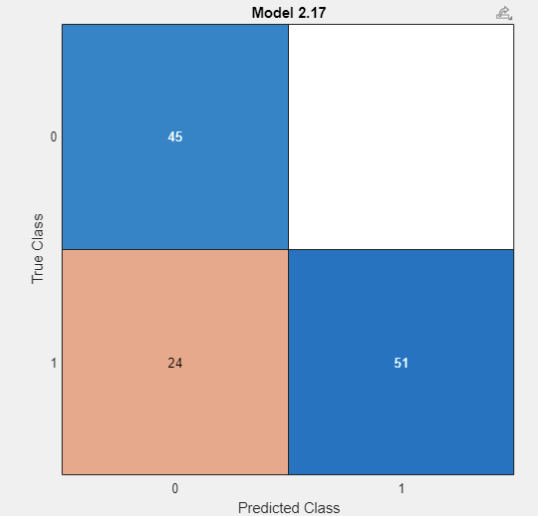 Model 2.17
0
45
True Class
1
24
51
0
1
Predicted Class